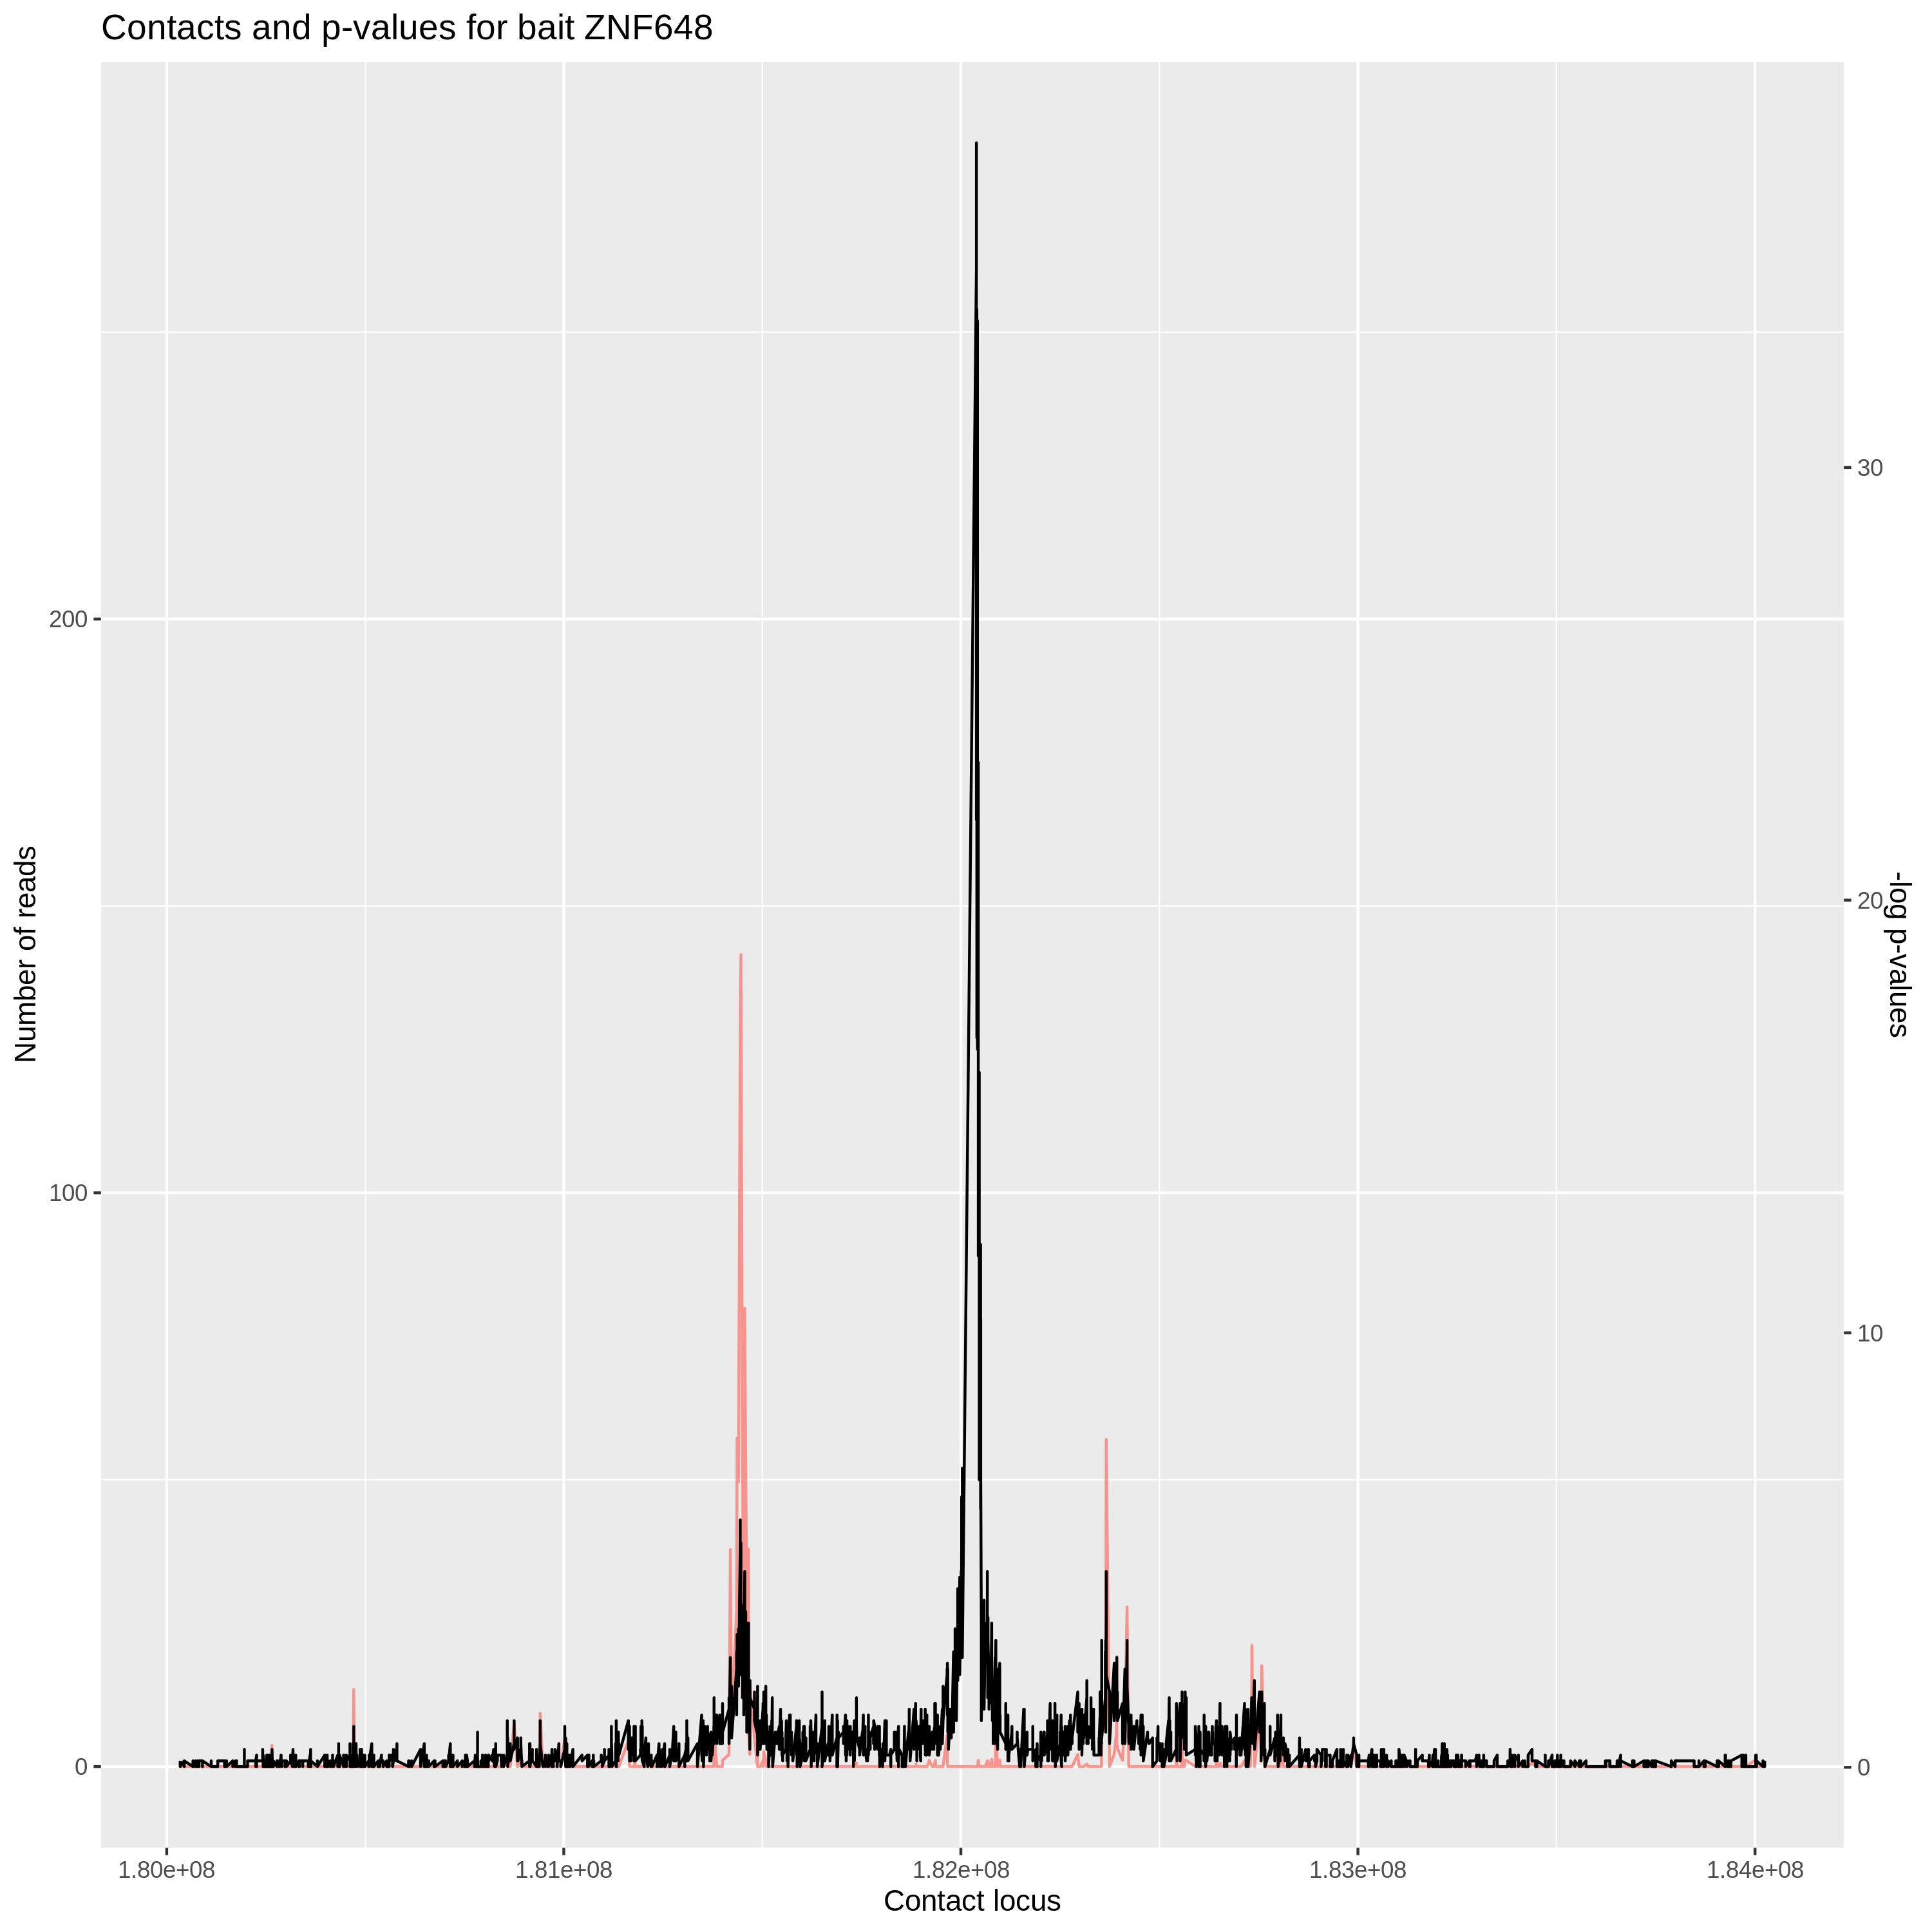 Contacts and p-values for bait ZNF648
Number of reads
200
100
0
30
20
10
0
-log p-values
1.80e+08 1.81e+08 1.82e+08 1.83e+08 1.84e+08
Contact locus